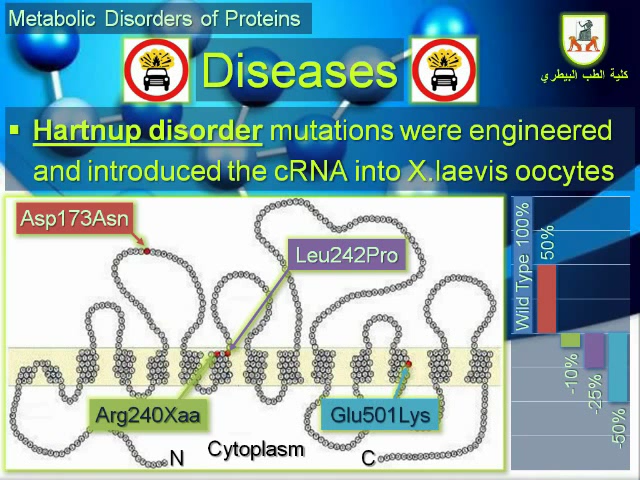 Metabolic Disorders of Proteins
Diseases
كلية الطب البيطري
Hartnup disorder mutations were engineered
and introduced the cRNA into X.laevis oocytes
Asp173Asn
Leu242Pro
Arg240Xaa
Glu501Lys
N
Cytoplasm
C
Wild Type 100%
50%
-10%
-25%
-50%